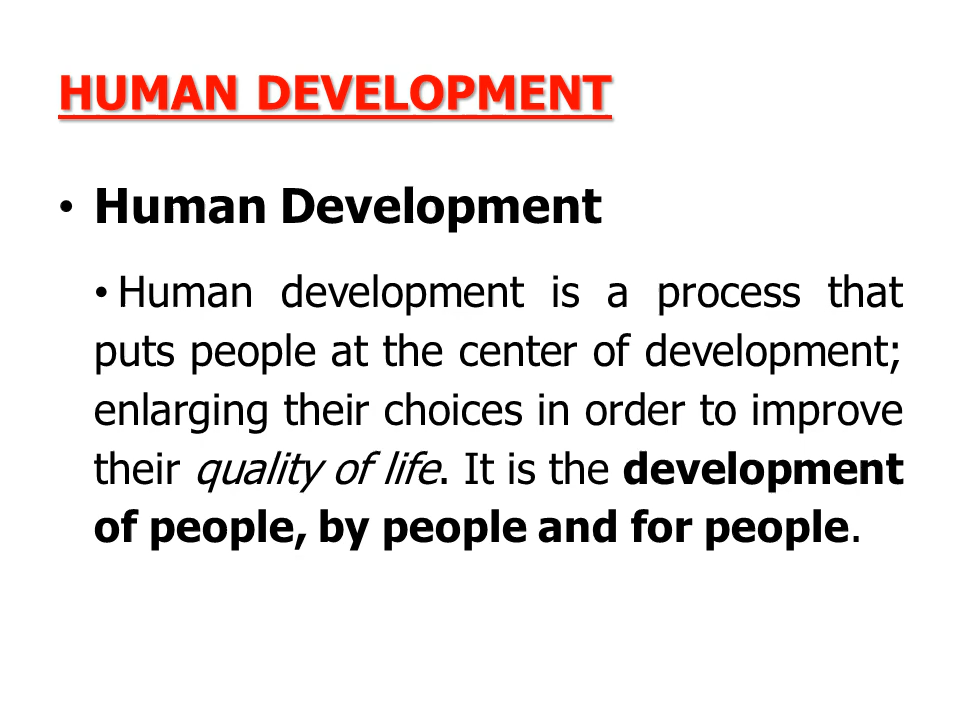 HUMAN DEVELOPMENT
• Human Development
• Human development is a process that
puts people at the center of development;
enlarging their choices in order to improve
their quality of life. It is the development
of people, by people and for people.